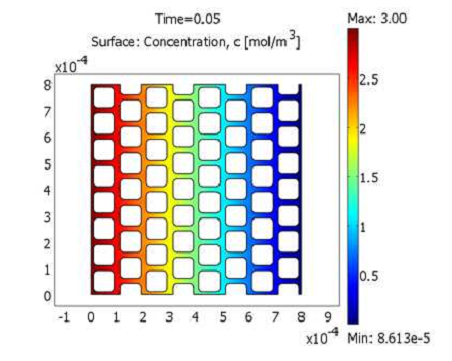 Time=0.05
Max: 3.00
Surface: Concentration, c [mol/m³]
x10⁻⁴
8
7
6
5
4
3
2
1
0
-1 0 1 2 3 4 5 6 7 8 9
x10⁻⁴
2.5
2
1.5
1
0.5
Min: 8.613e-5